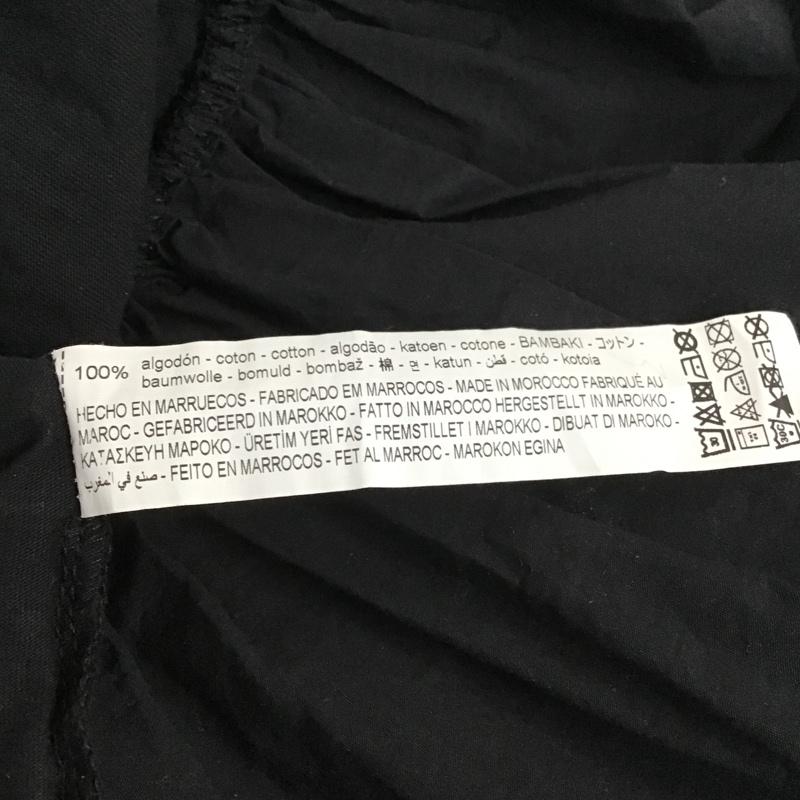 100% algodón - coton - cotton - algodão - katoen - cotone - BAMBAKI - コットン -
baumwolle - bomuld - bombaž - 棉 - 면 - katun - قطن - cotó - kotoia
HECHO EN MARRUECOS - FABRICADO EM MARROCOS - MADE IN MOROCCO FABRIQUÉ AU
MAROC - GEFABRICEERD IN MAROKKO - FATTO IN MAROCCO HERGESTELLT IN MAROKKO -
ΚΑΤΑΣΚΕΥΗ ΜΑΡΟΚΟ - ÜRETİM YERİ FAS - FREMSTILLET I MAROKKO - DIBUAT DI MAROKO -
صنع في المغرب - FEITO EN MARROCOS - FET AL MARROC - MAROKON EGINA